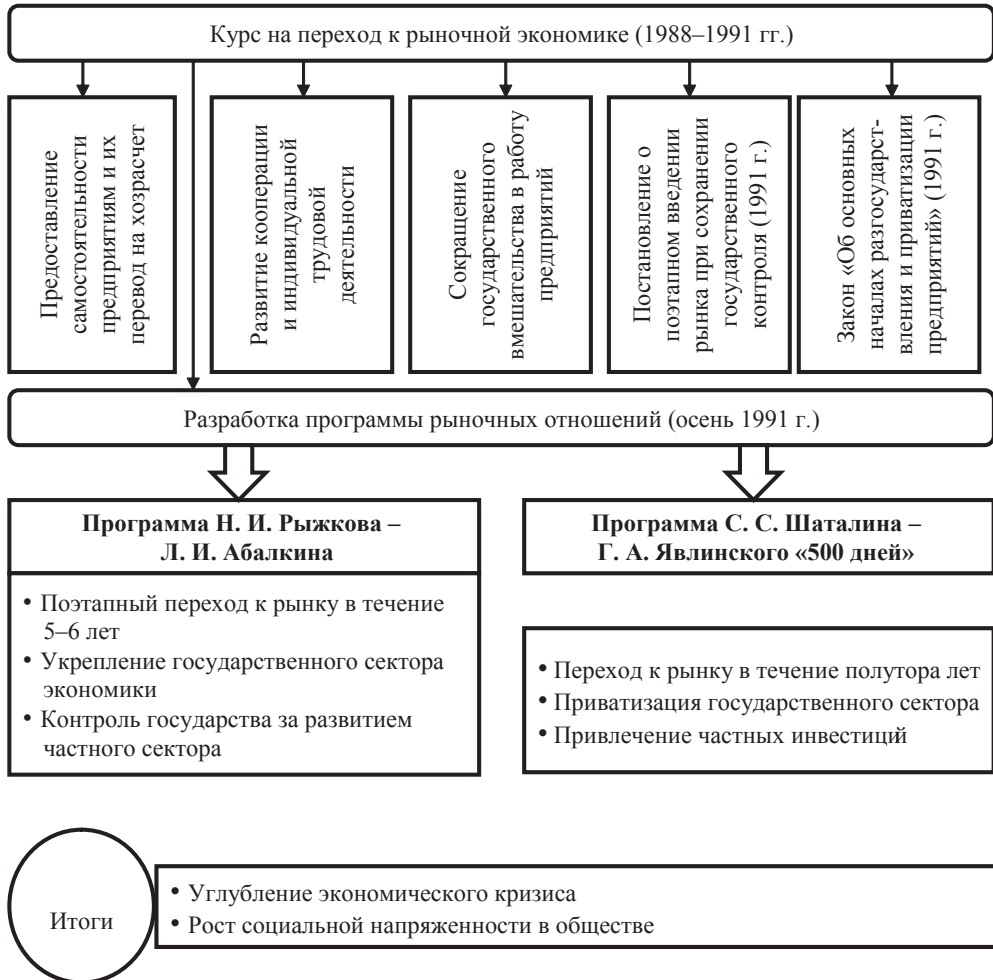 Курс на переход к рыночной экономике (1988–1991 гг.)
Предоставление
самостоятельности
предприятиям и их
перевод на хозрасчет
Развитие кооперации
и индивидуальной
трудовой
деятельности
Сокращение
государственного
вмешательства в работу
предприятий
Постановление о
поэтапном введении
рынка при сохранении
государственного
контроля (1991 г.)
Закон «Об основных
началах разгосударст-
вления и приватизации
предприятий» (1991 г.)
Разработка программы рыночных отношений (осень 1991 г.)
Программа Н. И. Рыжкова –
Л. И. Абалкина
• Поэтапный переход к рынку в течение
5–6 лет
• Укрепление государственного сектора
экономики
• Контроль государства за развитием
частного сектора
Программа С. С. Шаталина –
Г. А. Явлинского «500 дней»
• Переход к рынку в течение полутора лет
• Приватизация государственного сектора
• Привлечение частных инвестиций
Итоги
• Углубление экономического кризиса
• Рост социальной напряженности в обществе